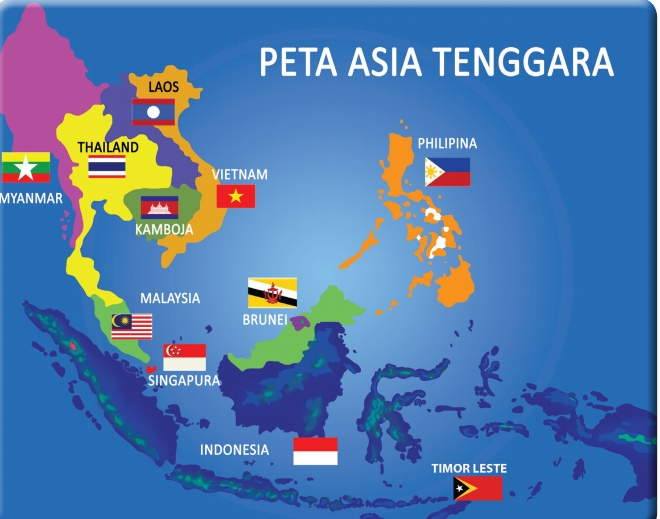 PETA ASIA TENGGARA
LAOS
THAILAND
PHILIPINA
VIETNAM
MYANMAR
KAMBOJA
MALAYSIA
BRUNEI
SINGAPURA
INDONESIA
TIMOR LESTE